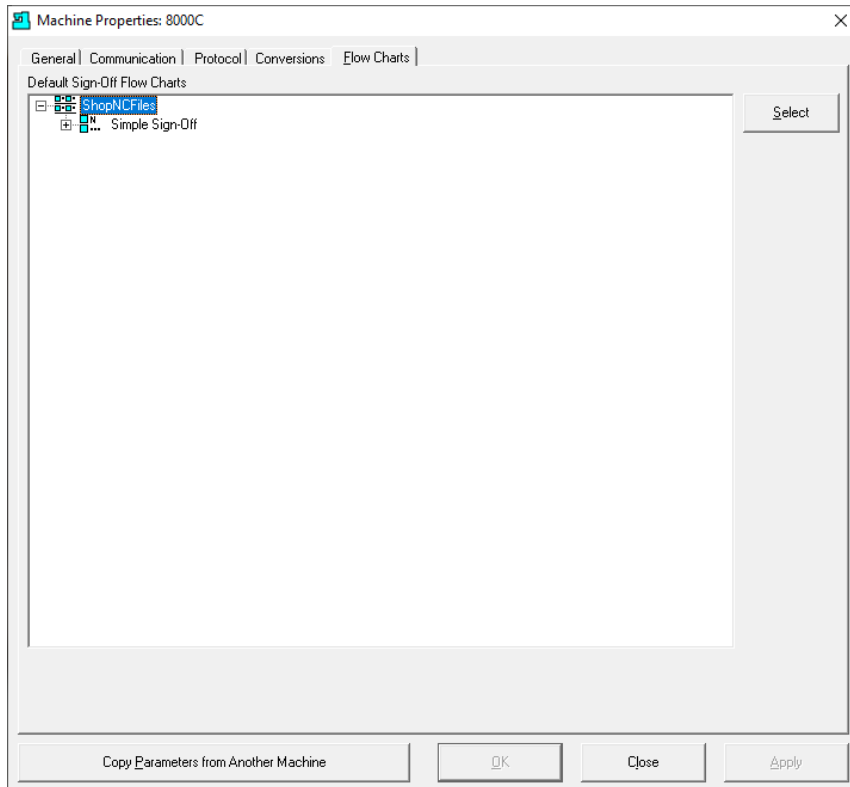 Machine Properties: 8000C
General Communication Protocol Conversions Flow Charts
Default Sign-Off Flow Charts
ShopNCFiles
Select
N... Simple Sign-Off
Copy Parameters from Another Machine OK Close Apply